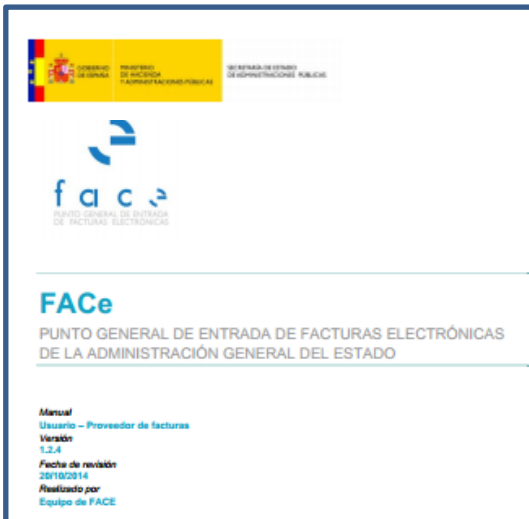 GOBIERNO
DE ESPAÑA
MINISTERIO
DE HACIENDA
Y ADMINISTRACIONES PÚBLICAS
SECRETARÍA DE ESTADO
DE ADMINISTRACIONES PÚBLICAS
face
PUNTO GENERAL DE ENTRADA
DE FACTURAS ELECTRÓNICAS
FACe
PUNTO GENERAL DE ENTRADA DE FACTURAS ELECTRÓNICAS
DE LA ADMINISTRACIÓN GENERAL DEL ESTADO
Manual
Usuario – Proveedor de facturas
Versión
1.2.4
Fecha de revisión
20/10/2014
Realizado por
Equipo de FACE